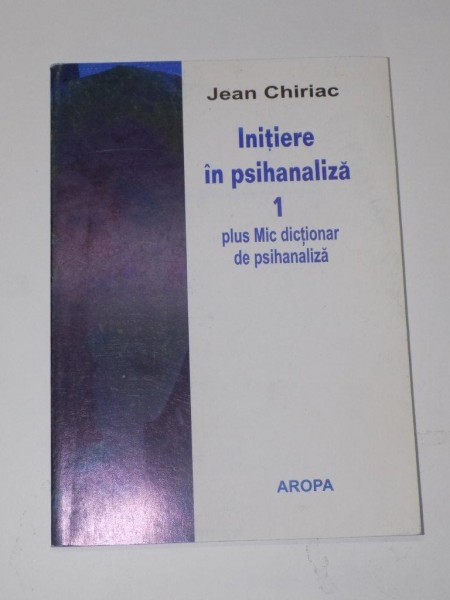 Jean Chiriac
Inițiere
în psihanaliză
1
plus Mic dicționar
de psihanaliză
AROPA